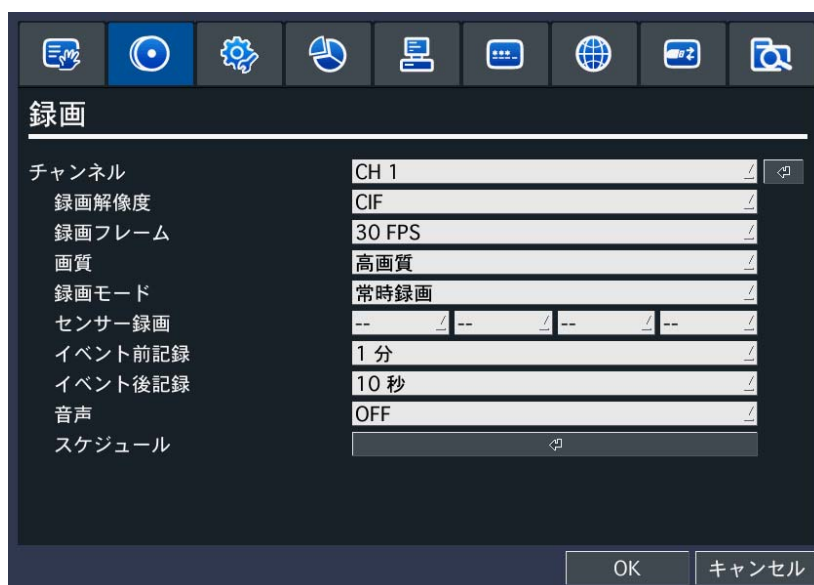 録画
チャンネル CH 1
録画解像度 CIF
録画フレーム 30 FPS
画質 高画質
録画モード 常時録画
センサー録画 -- -- -- --
イベント前記録 1 分
イベント後記録 10 秒
音声 OFF
スケジュール
OK キャンセル